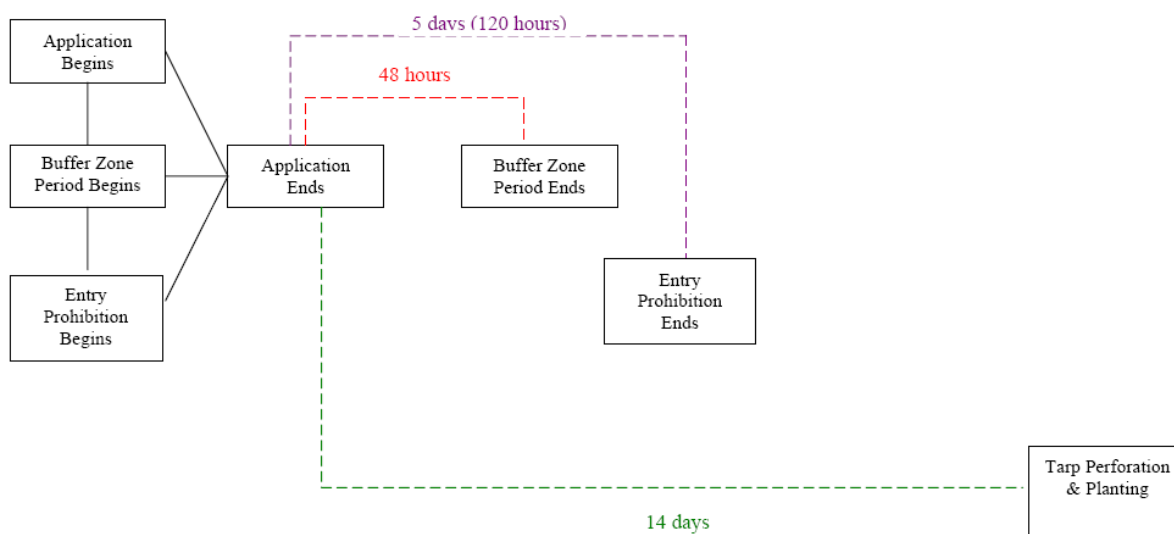 5 days (120 hours)
Application
Begins
48 hours
Buffer Zone
Period Begins
Application
Ends
Buffer Zone
Period Ends
Entry
Prohibition
Begins
Entry
Prohibition
Ends
Tarp Perforation
& Planting
14 days